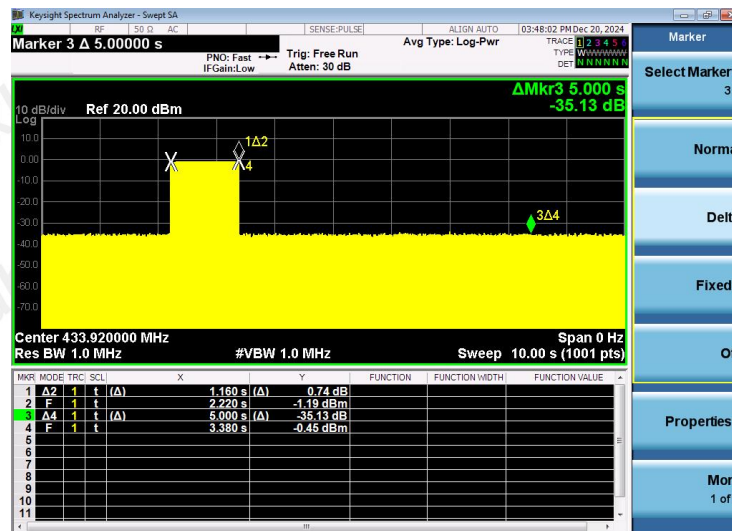 Keysight Spectrum Analyzer - Swept SA
RF 50 Ω AC SENSE:PULSE ALIGN AUTO 03:48:02 PM Dec 20, 2024
Marker 3 Δ 5.00000 s
PNO: Fast
IFGain:Low
Trig: Free Run
Atten: 30 dB
Avg Type: Log-Pwr
TRACE 1 2 3 4 5 6
TYPE W
DET N N N N N N
ΔMkr3 5.000 s
-35.13 dB
10 dB/div Ref 20.00 dBm
Log
10.0
0.00
-10.0
-20.0
-30.0
-40.0
-50.0
-60.0
-70.0
1Δ2
4
3Δ4
Center 433.920000 MHz Span 0 Hz
Res BW 1.0 MHz #VBW 1.0 MHz Sweep 10.00 s (1001 pts)
MKR MODE TRC SCL X Y FUNCTION FUNCTION WIDTH FUNCTION VALUE
1 Δ2 1 t (Δ) 1.160 s (Δ) 0.74 dB
2 F 1 t 2.220 s -1.19 dBm
3 Δ4 1 t (Δ) 5.000 s (Δ) -35.13 dB
4 F 1 t 3.380 s -0.45 dBm
5
6
7
8
9
10
11
Marker
Select Marker
3
Norma
Delt
Fixed
O
Properties
Mor
1 of